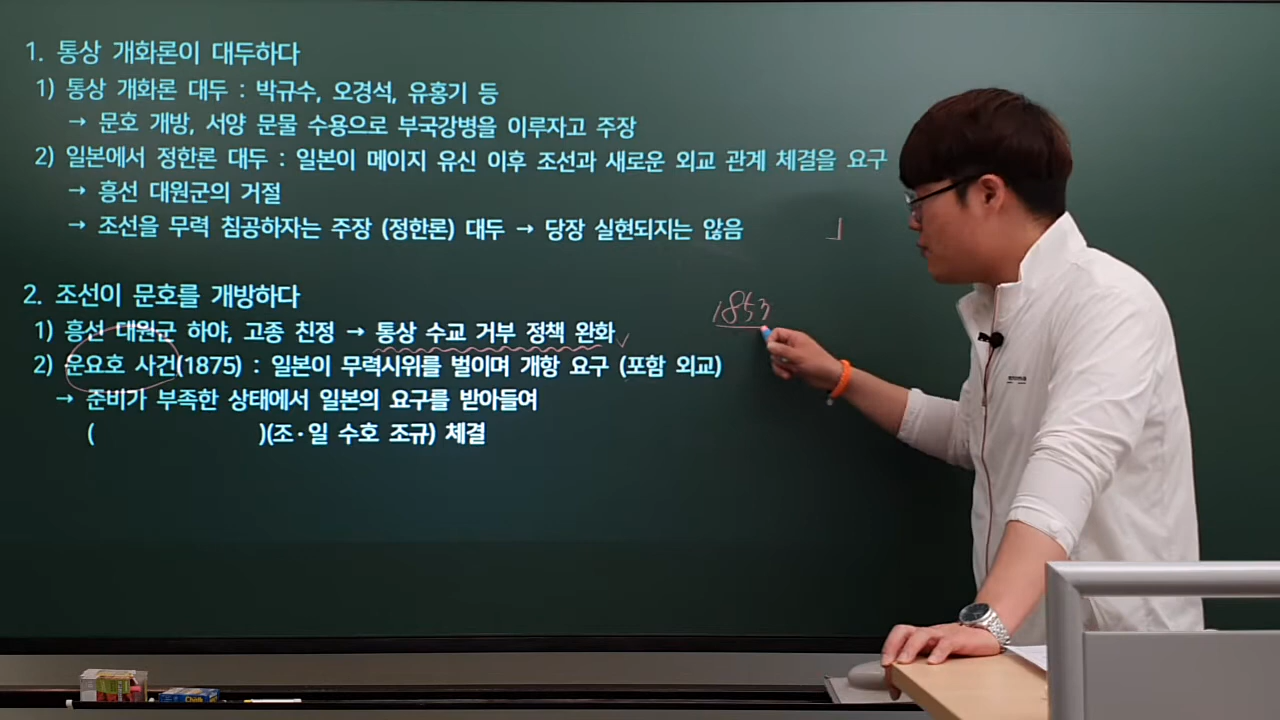 1. 통상 개화론이 대두하다
1) 통상 개화론 대두 : 박규수, 오경석, 유홍기 등
→ 문호 개방, 서양 문물 수용으로 부국강병을 이루자고 주장
2) 일본에서 정한론 대두 : 일본이 메이지 유신 이후 조선과 새로운 외교 관계 체결을 요구
→ 흥선 대원군의 거절
→ 조선을 무력 침공하자는 주장 (정한론) 대두 → 당장 실현되지는 않음
2. 조선이 문호를 개방하다
1) 흥선 대원군 하야, 고종 친정 → 통상 수교 거부 정책 완화
2) 운요호 사건(1875) : 일본이 무력시위를 벌이며 개항 요구 (포함 외교)
→ 준비가 부족한 상태에서 일본의 요구를 받아들여
( )(조·일 수호 조규) 체결
1853